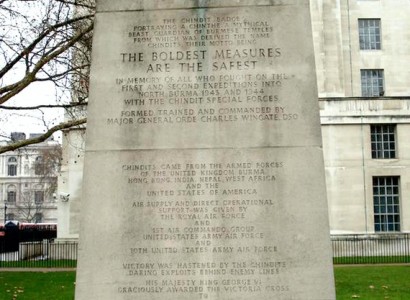 THE CHINDIT BADGE
PORTRAYING A CHINTHE A MYTHICAL
BEAST GUARDIAN OF BURMESE TEMPLES
FROM WHICH WAS DERIVED THE NAME
CHINDITS THEIR MOTTO BEING
THE BOLDEST MEASURES
ARE THE SAFEST
IN MEMORY OF ALL WHO FOUGHT ON THE
FIRST AND SECOND EXPEDITIONS INTO
NORTH BURMA 1943 AND 1944
WITH THE CHINDIT SPECIAL FORCES
FORMED TRAINED AND COMMANDED BY
MAJOR GENERAL ORDE CHARLES WINGATE, DSO
CHINDITS CAME FROM THE ARMED FORCES
OF THE UNITED KINGDOM BURMA
HONG KONG INDIA NEPAL WEST AFRICA
AND THE
UNITED STATES OF AMERICA
AIR SUPPLY AND DIRECT OPERATIONAL
SUPPORT WAS GIVEN BY
THE ROYAL AIR FORCE
AND
1ST AIR COMMANDO GROUP
UNITED STATES ARMY AIR FORCE
AND
10TH UNITED STATES ARMY AIR FORCE
VICTORY WAS HASTENED BY THE CHINDITS
DARING EXPLOITS BEHIND ENEMY LINES
HIS MAJESTY KING GEORGE VI
GRACIOUSLY AWARDED THE VICTORIA CROSS
TO